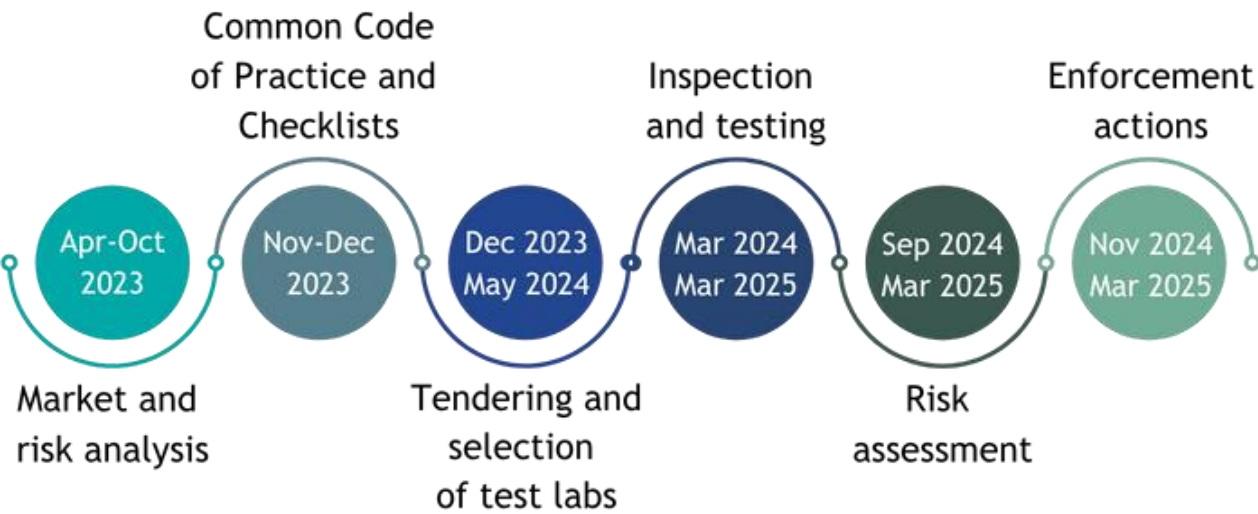 Apr-Oct
2023
Market and
risk analysis
Common Code
of Practice and
Checklists
Nov-Dec
2023
Dec 2023
May 2024
Tendering and
selection
of test labs
Inspection
and testing
Mar 2024
Mar 2025
Sep 2024
Mar 2025
Risk
assessment
Enforcement
actions
Nov 2024
Mar 2025